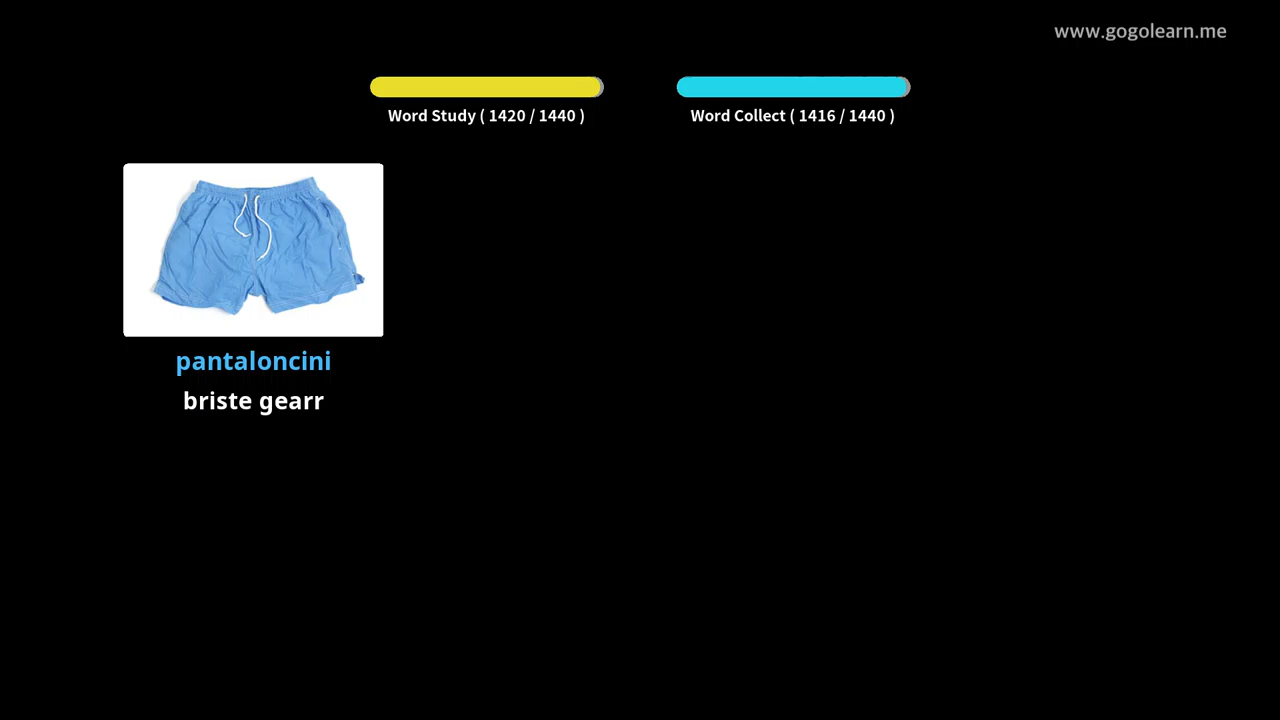 www.gogolearn.me
Word Study ( 1420 / 1440 )
Word Collect ( 1416 / 1440 )
pantaloncini
briste gearr